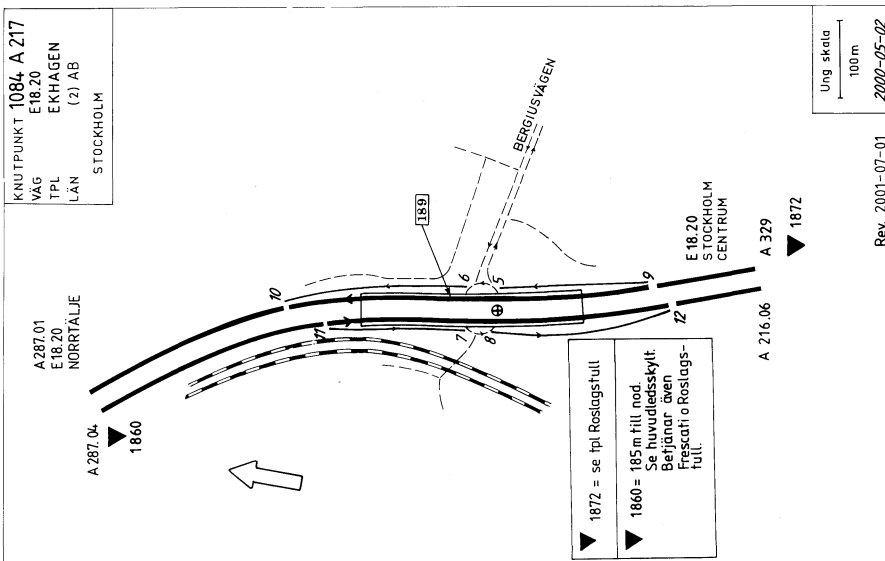 KNUTPUNKT 1084 A 217
VÄG E18.20
TPL EKHAGEN
LÄN (2) AB
STOCKHOLM
A287.01
E18.20
NORRTÄLJE
A287.04
1860
10
11
189
BERGIUSVÄGEN
6
5
7
8
9
12
E18.20
STOCKHOLM
CENTRUM
A 329
1872
A 216.06
1872 = se tpl Roslagstull
1860 = 185 m till nod.
Se huvudledsskylt.
Betjänar även
Frescati o Roslags-
tull.
Ung skala
100 m
2000-05-02
Rev. 2001-07-01